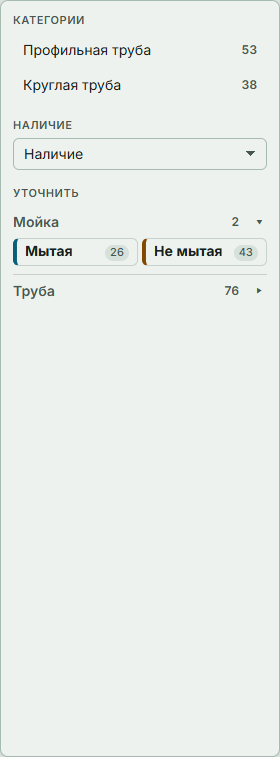 КАТЕГОРИИ
Профильная труба 53
Круглая труба 38
НАЛИЧИЕ
Наличие
УТОЧНИТЬ
Мойка 2
Мытая 26 Не мытая 43
Труба 76